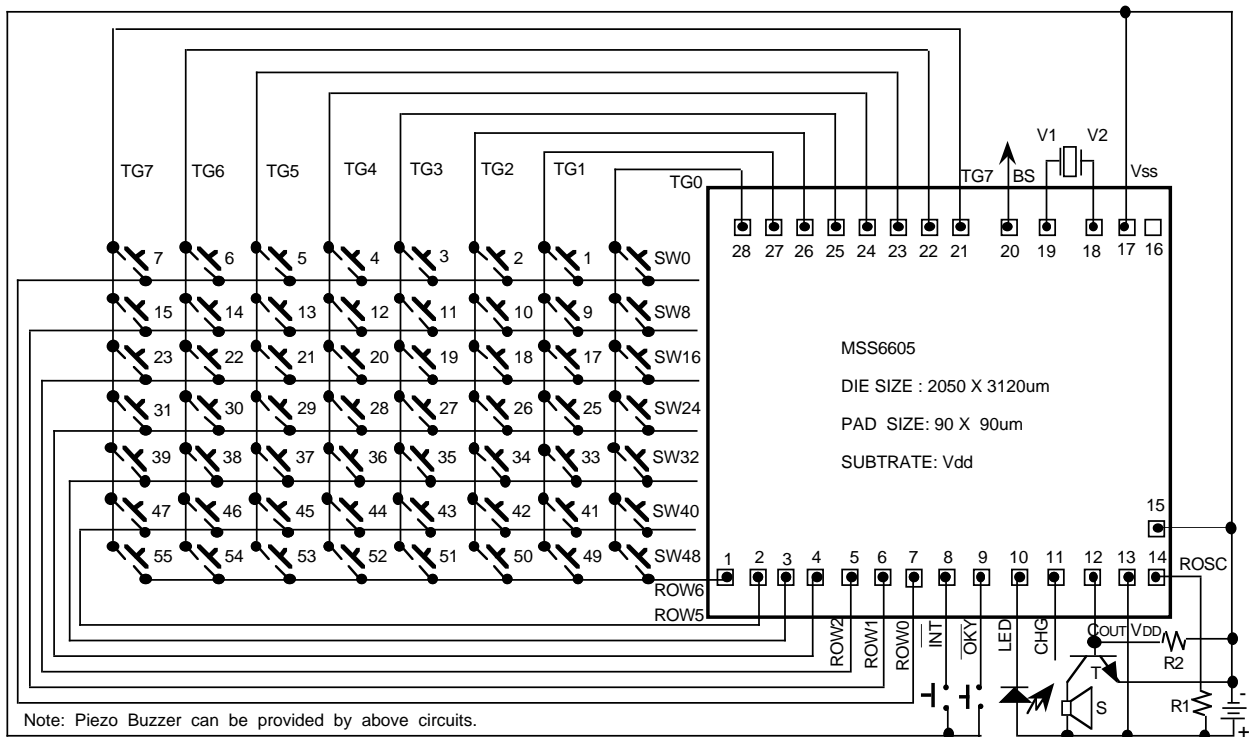 V1 V2
TG7 TG6 TG5 TG4 TG3 TG2 TG1 TG0 TG7 BS Vss
28 27 26 25 24 23 22 21 20 19 18 17 16
7 6 5 4 3 2 1 SW0
15 14 13 12 11 10 9 SW8
23 22 21 20 19 18 17 SW16
31 30 29 28 27 26 25 SW24
39 38 37 36 35 34 33 SW32
47 46 45 44 43 42 41 SW40
55 54 53 52 51 50 49 SW48
MSS6605
DIE SIZE : 2050 X 3120um
PAD SIZE: 90 X 90um
SUBTRATE: Vdd
15
1 2 3 4 5 6 7 8 9 10 11 12 13 14 ROSC
ROW6
ROW5
ROW2
ROW1
ROW0
INT
OKY
LED
CHG
COUT VDD
R2
T
S
R1
-
+
Note: Piezo Buzzer can be provided by above circuits.